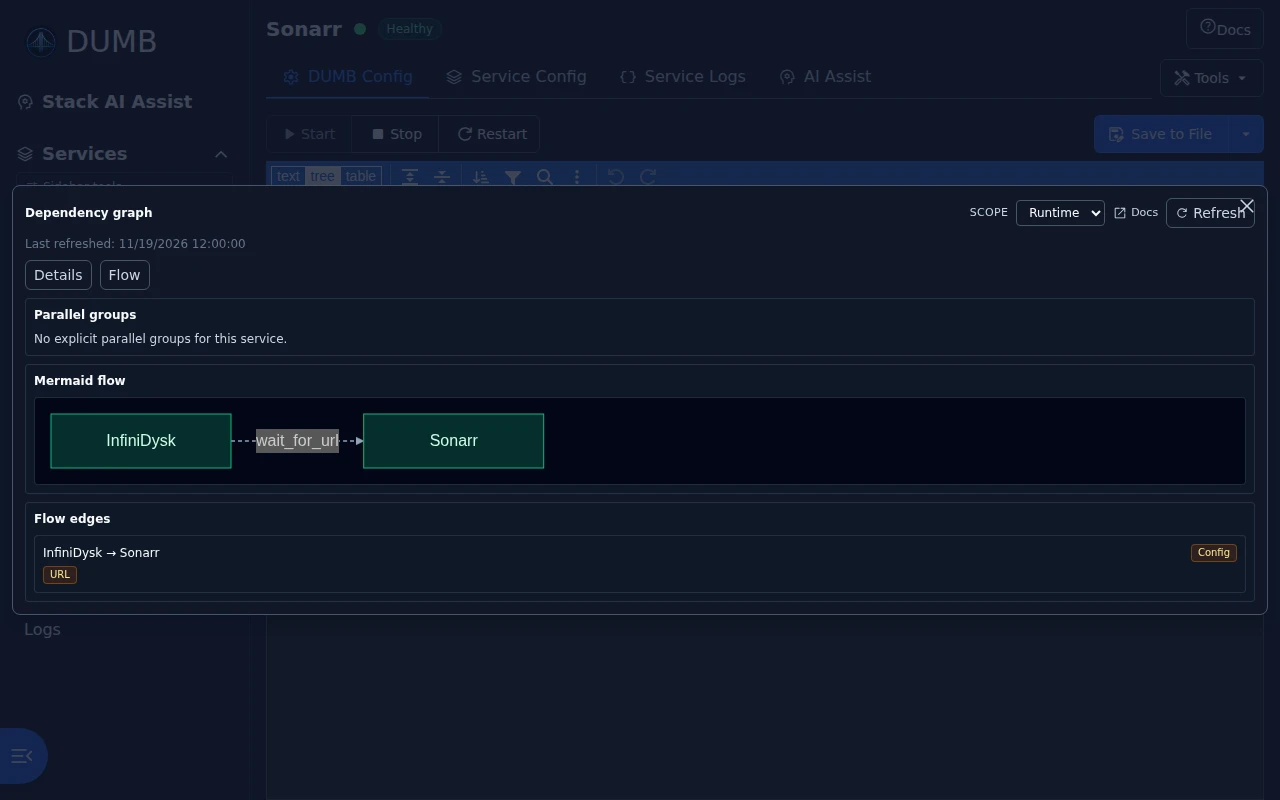 DUMB
Stack AI Assist
Services
Sidebar tools
Sonarr Healthy
Docs
DUMB Config Service Config Service Logs AI Assist
Tools
Start Stop Restart
Save to File
text tree table
Dependency graph
SCOPE Runtime Docs Refresh
Last refreshed: 11/19/2026 12:00:00
Details Flow
Parallel groups
No explicit parallel groups for this service.
Mermaid flow
InfiniDysk wait_for_url Sonarr
Flow edges
InfiniDysk → Sonarr
Config
URL
Logs